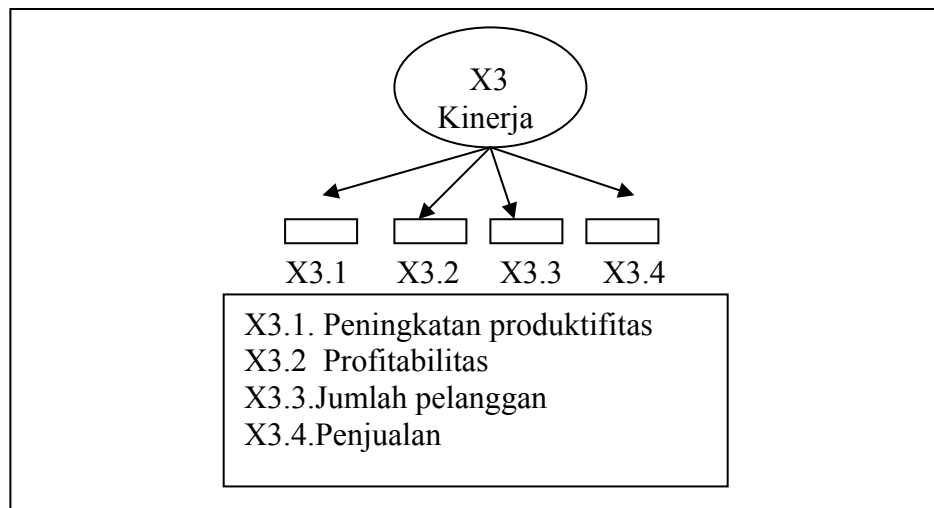 X3
Kinerja
X3.1 X3.2 X3.3 X3.4
X3.1. Peningkatan produktifitas
X3.2 Profitabilitas
X3.3.Jumlah pelanggan
X3.4.Penjualan